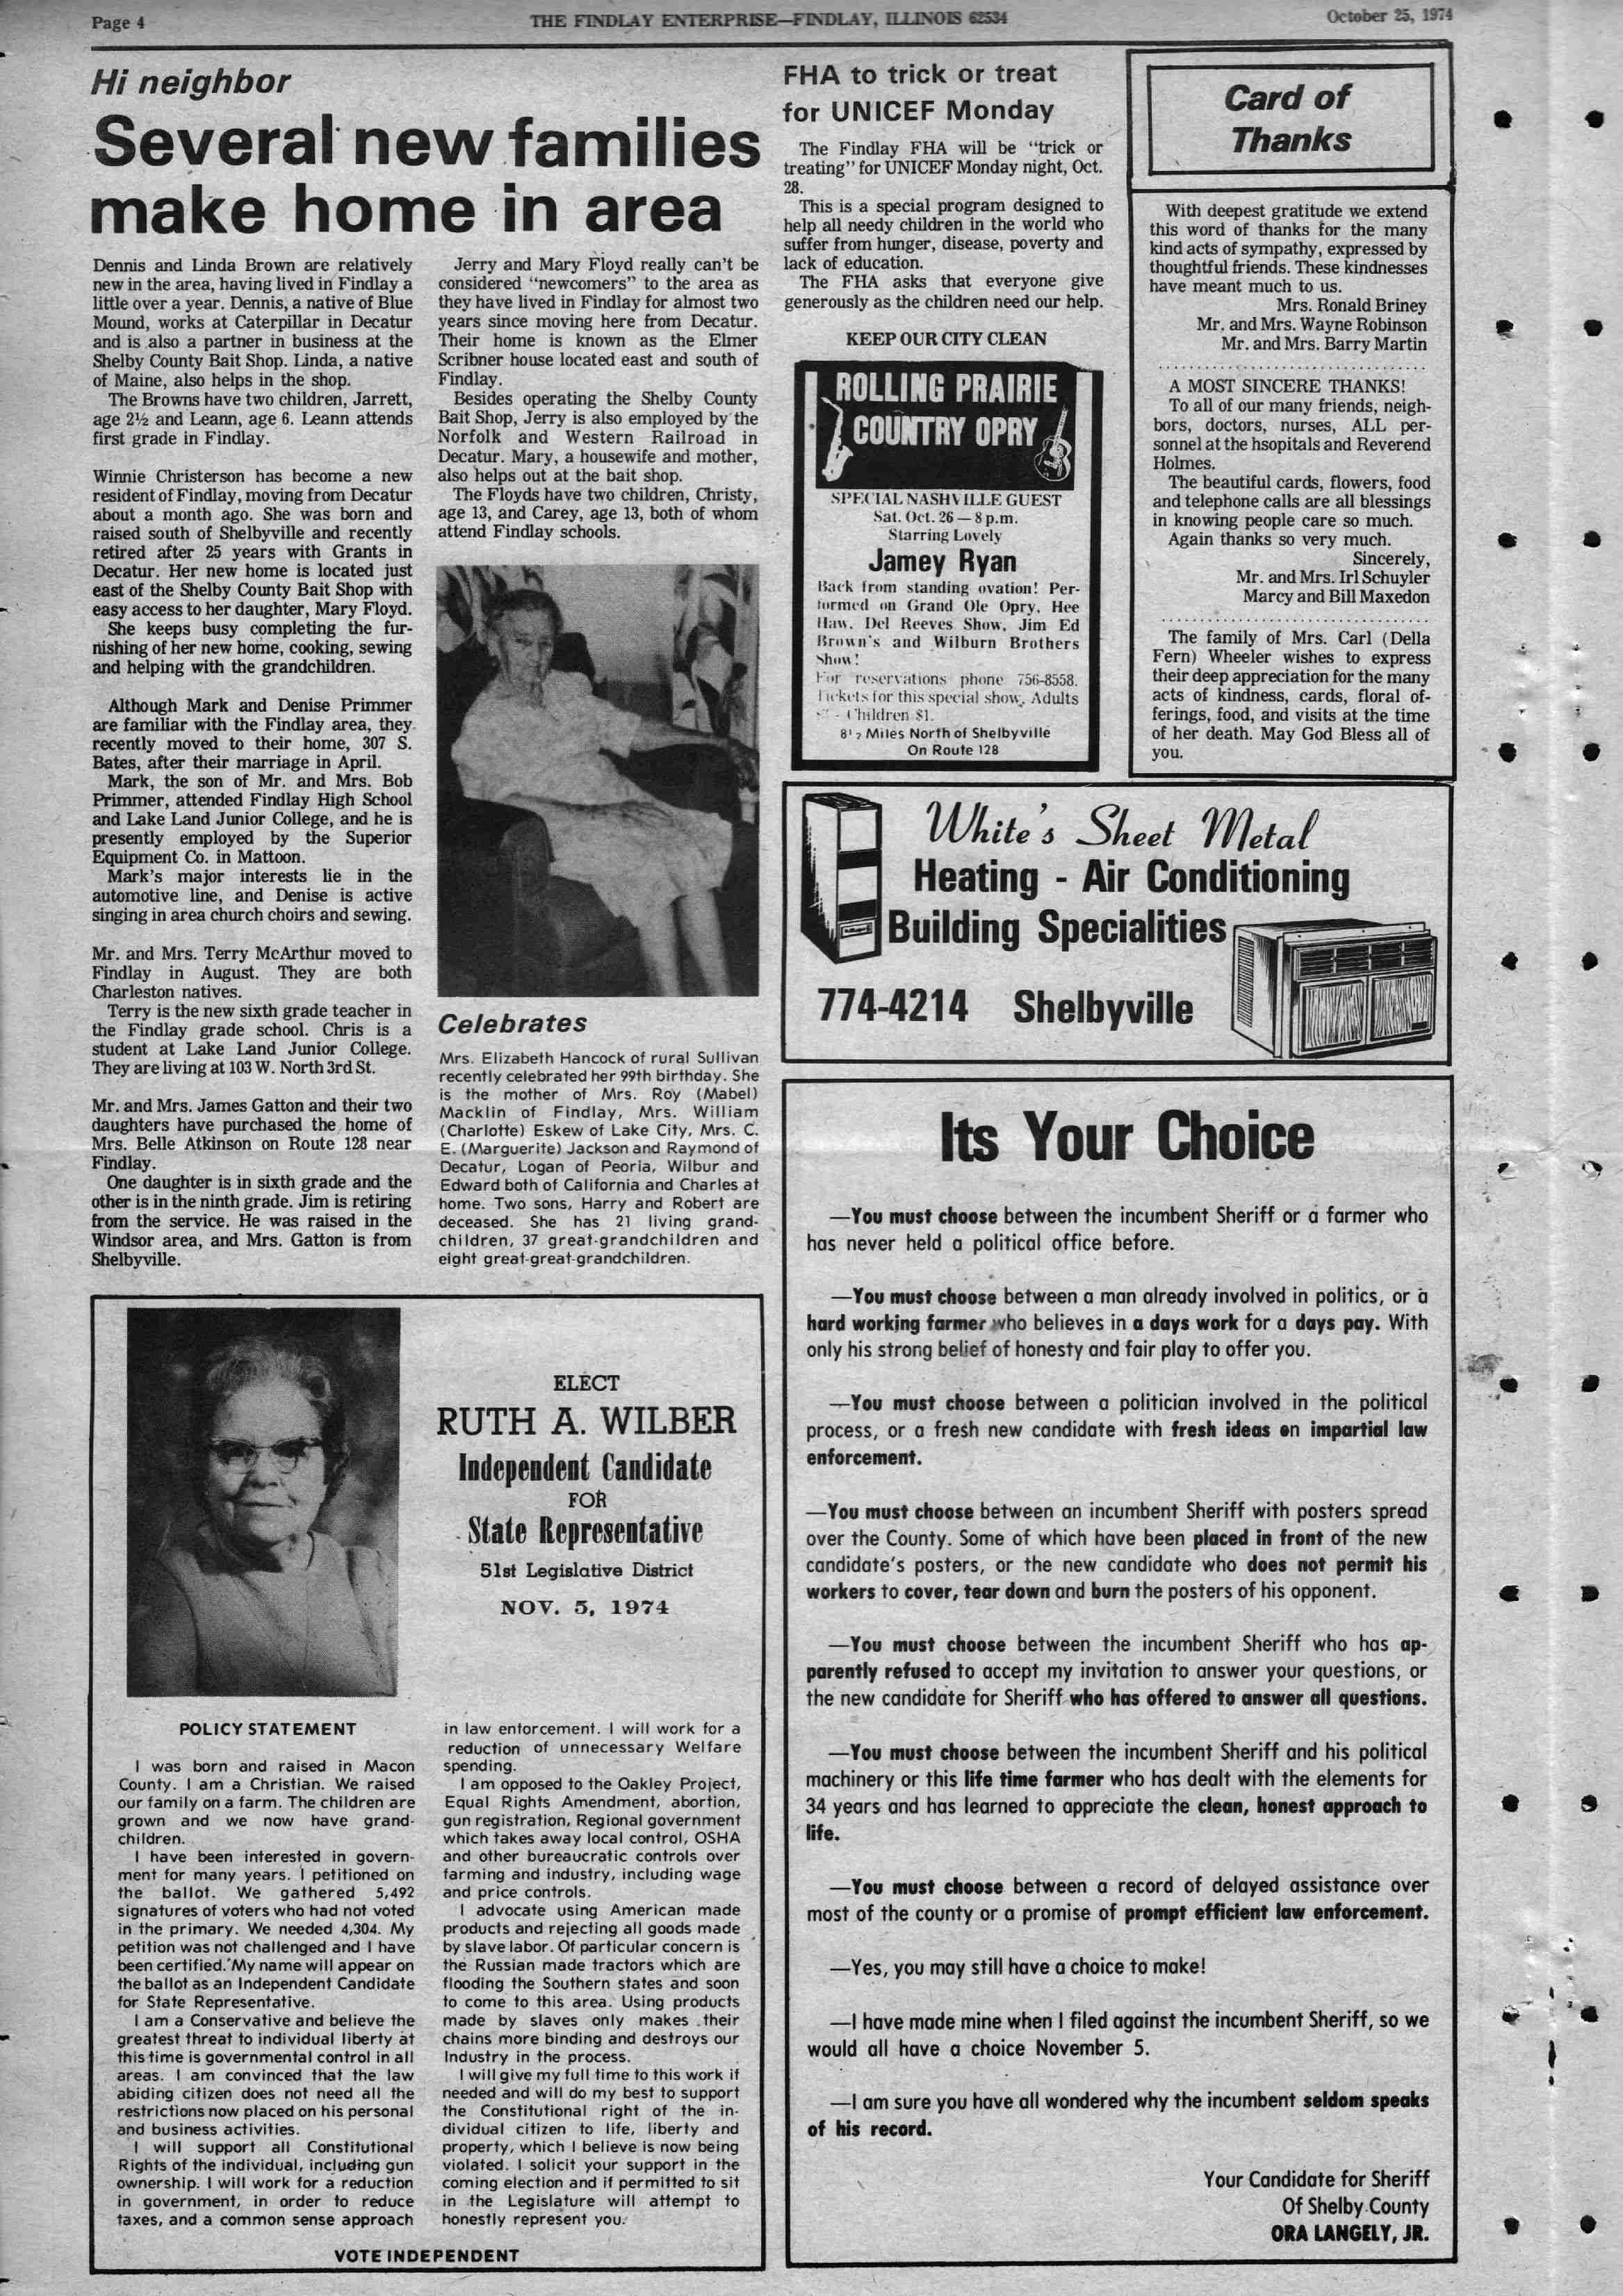 Page 4
THE FINDLAY ENTERPRISE—FINDLAY, ILLINOIS 62534
October 25, 1974
Hi neighbor
Several new families
make home in area
Dennis and Linda Brown are relatively
new in the area, having lived in Findlay a
little over a year. Dennis, a native of Blue
Mound, works at Caterpillar in Decatur
and is also a partner in business at the
Shelby County Bait Shop. Linda, a native
of Maine, also helps in the shop.
The Browns have two children, Jarrett,
age 2½ and Leann, age 6. Leann attends
first grade in Findlay.
Winnie Christerson has become a new
resident of Findlay, moving from Decatur
about a month ago. She was born and
raised south of Shelbyville and recently
retired after 25 years with Grants in
Decatur. Her new home is located just
east of the Shelby County Bait Shop with
easy access to her daughter, Mary Floyd.
She keeps busy completing the fur-
nishing of her new home, cooking, sewing
and helping with the grandchildren.
Although Mark and Denise Primmer
are familiar with the Findlay area, they
recently moved to their home, 307 S.
Bates, after their marriage in April.
Mark, the son of Mr. and Mrs. Bob
Primmer, attended Findlay High School
and Lake Land Junior College, and he is
presently employed by the Superior
Equipment Co. in Mattoon.
Mark's major interests lie in the
automotive line, and Denise is active
singing in area church choirs and sewing.
Mr. and Mrs. Terry McArthur moved to
Findlay in August. They are both
Charleston natives.
Terry is the new sixth grade teacher in
the Findlay grade school. Chris is a
student at Lake Land Junior College.
They are living at 103 W. North 3rd St.
Mr. and Mrs. James Gatton and their two
daughters have purchased the home of
Mrs. Belle Atkinson on Route 128 near
Findlay.
One daughter is in sixth grade and the
other is in the ninth grade. Jim is retiring
from the service. He was raised in the
Windsor area, and Mrs. Gatton is from
Shelbyville.
Jerry and Mary Floyd really can't be
considered "newcomers" to the area as
they have lived in Findlay for almost two
years since moving here from Decatur.
Their home is known as the Elmer
Scribner house located east and south of
Findlay.
Besides operating the Shelby County
Bait Shop, Jerry is also employed by the
Norfolk and Western Railroad in
Decatur. Mary, a housewife and mother,
also helps out at the bait shop.
The Floyds have two children, Christy,
age 13, and Carey, age 13, both of whom
attend Findlay schools.
Celebrates
Mrs. Elizabeth Hancock of rural Sullivan
recently celebrated her 99th birthday. She
is the mother of Mrs. Roy (Mabel)
Macklin of Findlay, Mrs. William
(Charlotte) Eskew of Lake City, Mrs. C.
E. (Marguerite) Jackson and Raymond of
Decatur, Logan of Peoria, Wilbur and
Edward both of California and Charles at
home. Two sons, Harry and Robert are
deceased. She has 21 living grand-
children, 37 great-grandchildren and
eight great-great-grandchildren.
FHA to trick or treat
for UNICEF Monday
The Findlay FHA will be "trick or
treating" for UNICEF Monday night, Oct.
28.
This is a special program designed to
help all needy children in the world who
suffer from hunger, disease, poverty and
lack of education.
The FHA asks that everyone give
generously as the children need our help.
KEEP OUR CITY CLEAN
ROLLING PRAIRIE
COUNTRY OPRY
SPECIAL NASHVILLE GUEST
Sat. Oct. 26 — 8 p.m.
Starring Lovely
Jamey Ryan
Back from standing ovation! Per-
formed on Grand Ole Opry, Hee
Haw, Del Reeves Show, Jim Ed
Brown's and Wilburn Brothers
Show!
For reservations phone 756-8558.
Tickets for this special show, Adults
- Children $1.
8½ Miles North of Shelbyville
On Route 128
Card of
Thanks
With deepest gratitude we extend
this word of thanks for the many
kind acts of sympathy, expressed by
thoughtful friends. These kindnesses
have meant much to us.
Mrs. Ronald Briney
Mr. and Mrs. Wayne Robinson
Mr. and Mrs. Barry Martin
A MOST SINCERE THANKS!
To all of our many friends, neigh-
bors, doctors, nurses, ALL per-
sonnel at the hsopitals and Reverend
Holmes.
The beautiful cards, flowers, food
and telephone calls are all blessings
in knowing people care so much.
Again thanks so very much.
Sincerely,
Mr. and Mrs. Irl Schuyler
Marcy and Bill Maxedon
The family of Mrs. Carl (Della
Fern) Wheeler wishes to express
their deep appreciation for the many
acts of kindness, cards, floral of-
ferings, food, and visits at the time
of her death. May God Bless all of
you.
White's Sheet Metal
Heating - Air Conditioning
Building Specialities
774-4214 Shelbyville
ELECT
RUTH A. WILBER
Independent Candidate
FOR
State Representative
51st Legislative District
NOV. 5, 1974
POLICY STATEMENT
I was born and raised in Macon
County. I am a Christian. We raised
our family on a farm. The children are
grown and we now have grand-
children.
I have been interested in govern-
ment for many years. I petitioned on
the ballot. We gathered 5,492
signatures of voters who had not voted
in the primary. We needed 4,304. My
petition was not challenged and I have
been certified. My name will appear on
the ballot as an Independent Candidate
for State Representative.
I am a Conservative and believe the
greatest threat to individual liberty at
this time is governmental control in all
areas. I am convinced that the law
abiding citizen does not need all the
restrictions now placed on his personal
and business activities.
I will support all Constitutional
Rights of the individual, including gun
ownership. I will work for a reduction
in government, in order to reduce
taxes, and a common sense approach
in law enforcement. I will work for a
reduction of unnecessary Welfare
spending.
I am opposed to the Oakley Project,
Equal Rights Amendment, abortion,
gun registration, Regional government
which takes away local control, OSHA
and other bureaucratic controls over
farming and industry, including wage
and price controls.
I advocate using American made
products and rejecting all goods made
by slave labor. Of particular concern is
the Russian made tractors which are
flooding the Southern states and soon
to come to this area. Using products
made by slaves only makes their
chains more binding and destroys our
Industry in the process.
I will give my full time to this work if
needed and will do my best to support
the Constitutional right of the in-
dividual citizen to life, liberty and
property, which I believe is now being
violated. I solicit your support in the
coming election and if permitted to sit
in the Legislature will attempt to
honestly represent you.
VOTE INDEPENDENT
Its Your Choice
—You must choose between the incumbent Sheriff or a farmer who
has never held a political office before.
—You must choose between a man already involved in politics, or a
hard working farmer who believes in a days work for a days pay. With
only his strong belief of honesty and fair play to offer you.
—You must choose between a politician involved in the political
process, or a fresh new candidate with fresh ideas on impartial law
enforcement.
—You must choose between an incumbent Sheriff with posters spread
over the County. Some of which have been placed in front of the new
candidate's posters, or the new candidate who does not permit his
workers to cover, tear down and burn the posters of his opponent.
—You must choose between the incumbent Sheriff who has ap-
parently refused to accept my invitation to answer your questions, or
the new candidate for Sheriff who has offered to answer all questions.
—You must choose between the incumbent Sheriff and his political
machinery or this life time farmer who has dealt with the elements for
34 years and has learned to appreciate the clean, honest approach to
life.
—You must choose between a record of delayed assistance over
most of the county or a promise of prompt efficient law enforcement.
—Yes, you may still have a choice to make!
—I have made mine when I filed against the incumbent Sheriff, so we
would all have a choice November 5.
—I am sure you have all wondered why the incumbent seldom speaks
of his record.
Your Candidate for Sheriff
Of Shelby County
ORA LANGELY, JR.